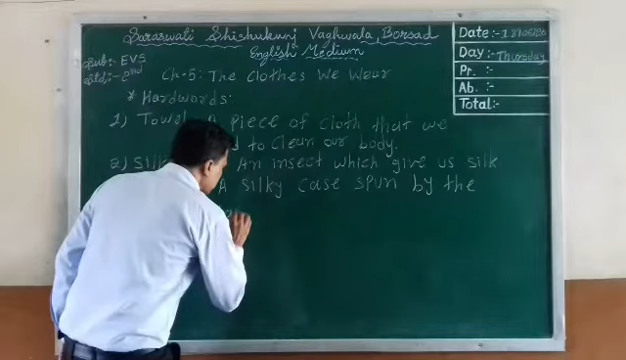 Saraswati Shishukunj Vaghwala, Borsad
English Medium
Sub:- EVS
Std:- 2nd
Ch-5: The Clothes We Wear
* Hardwords:
1) Towel A piece of cloth that we
to clean our body.
2) Silk An insect which give us silk
A silky case spun by the
Date:-
Day:- Thursday
Pr. :-
Ab. :-
Total:-